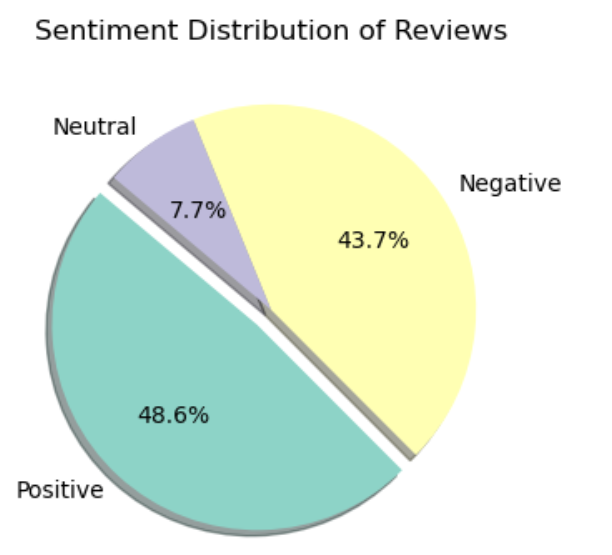 Sentiment Distribution of Reviews
Neutral
Negative
7.7%
43.7%
48.6%
Positive